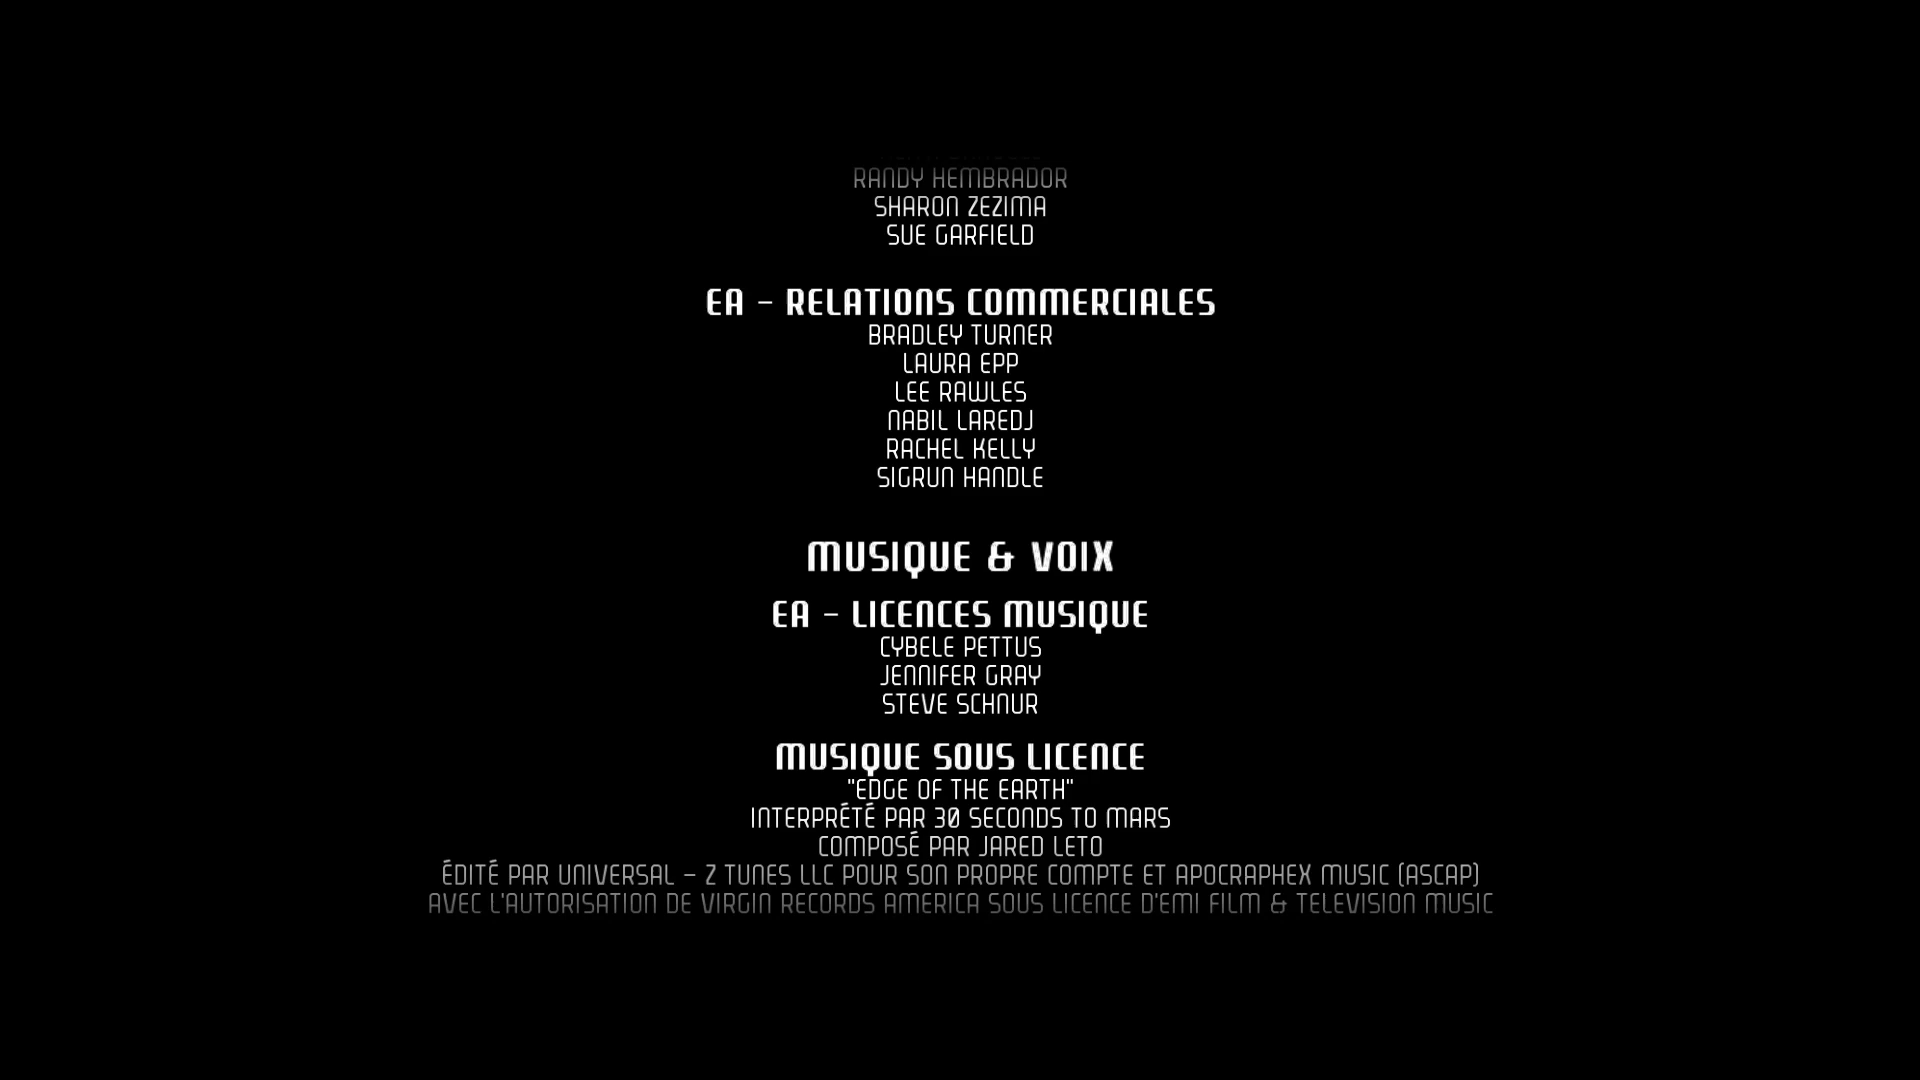 RANDY HEMBRADOR
SHARON ZEZIMA
SUE GARFIELD
EA - RELATIONS COMMERCIALES
BRADLEY TURNER
LAURA EPP
LEE RAWLES
NABIL LAREDJ
RACHEL KELLY
SIGRUN HANDLE
MUSIQUE & VOIX
EA - LICENCES MUSIQUE
CYBELE PETTUS
JENNIFER GRAY
STEVE SCHNUR
MUSIQUE SOUS LICENCE
"EDGE OF THE EARTH"
INTERPRÉTÉ PAR 30 SECONDS TO MARS
COMPOSÉ PAR JARED LETO
ÉDITÉ PAR UNIVERSAL - Z TUNES LLC POUR SON PROPRE COMPTE ET APOCRAPHEX MUSIC (ASCAP)
AVEC L'AUTORISATION DE VIRGIN RECORDS AMERICA SOUS LICENCE D'EMI FILM & TELEVISION MUSIC